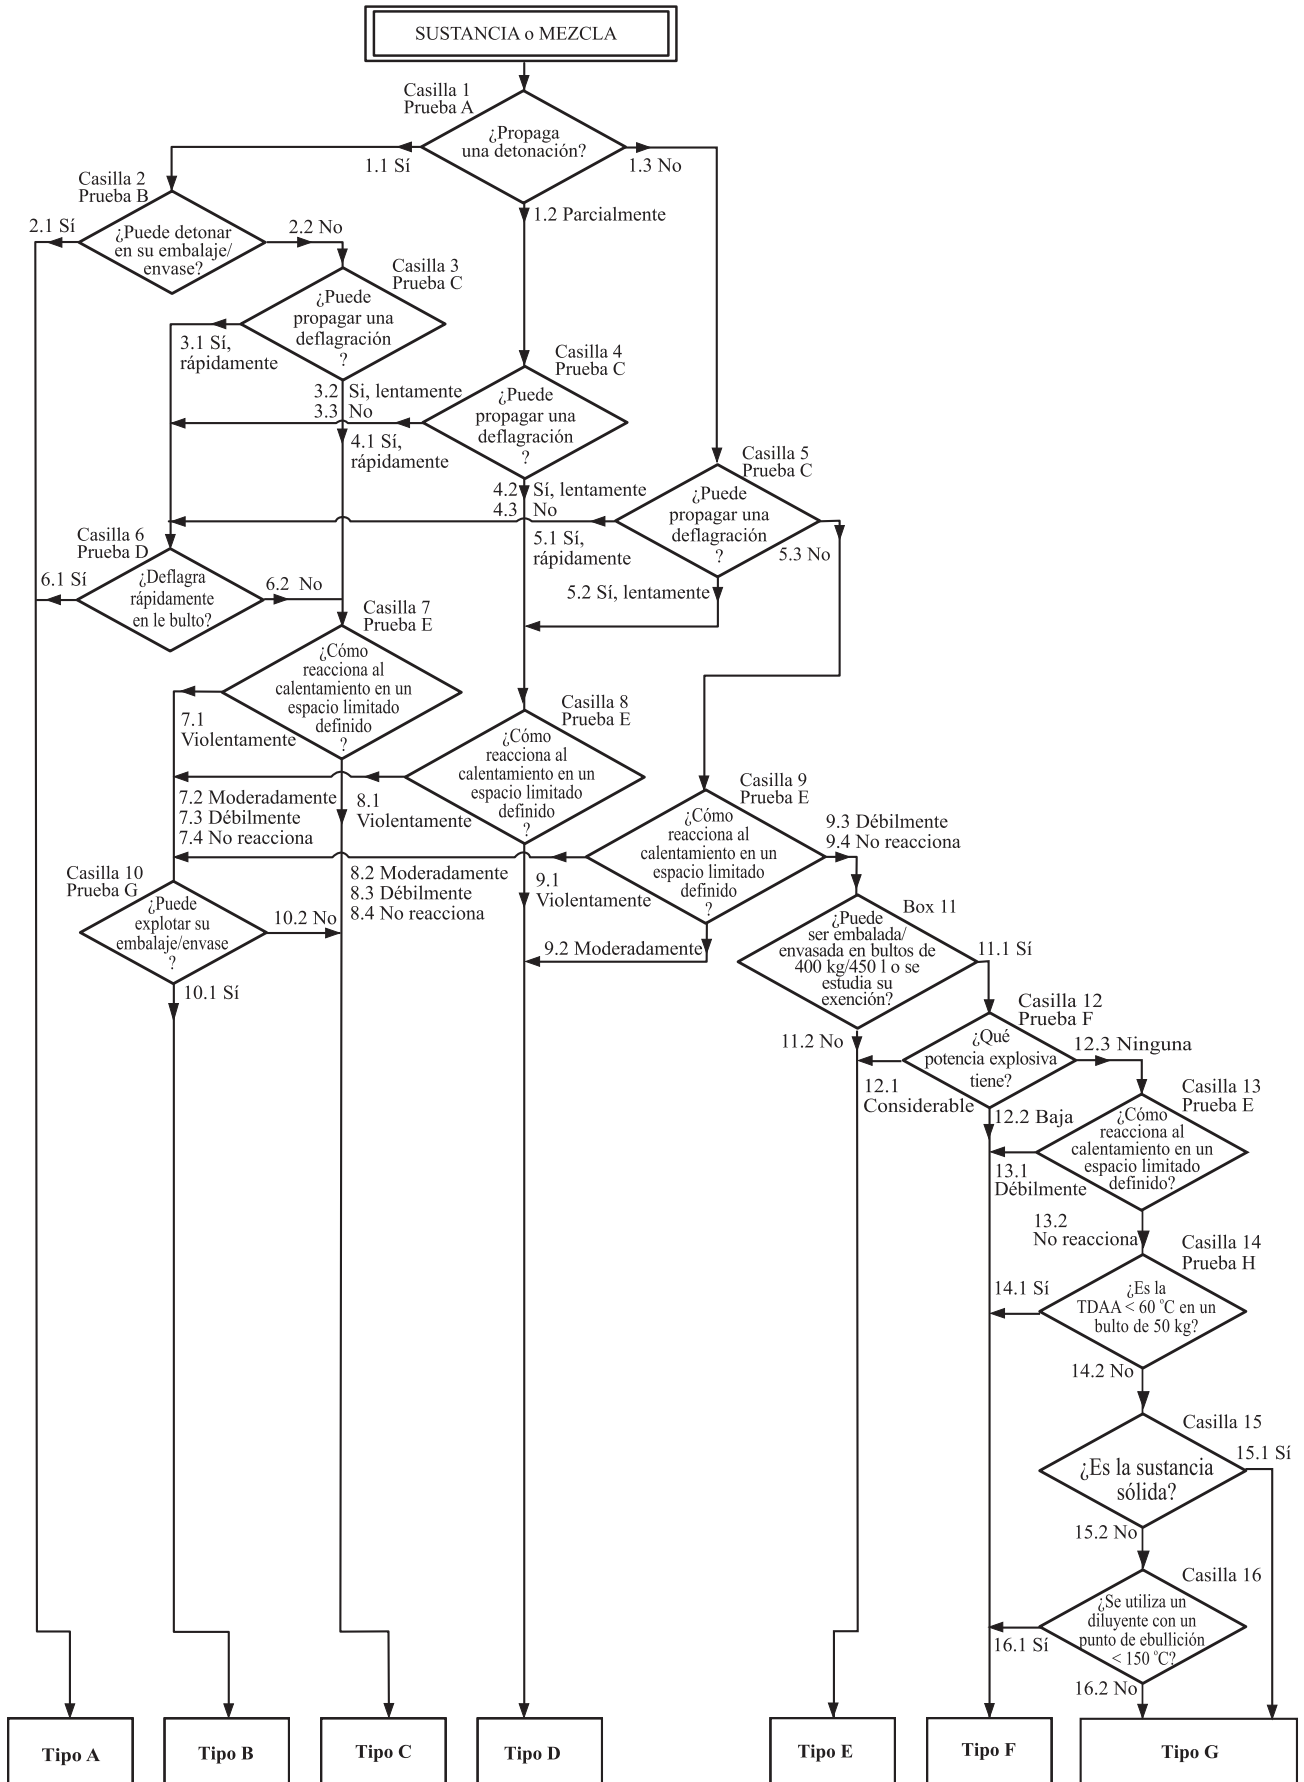 SUSTANCIA o MEZCLA
Casilla 1
Prueba A
¿Propaga
una detonación?
1.1 Sí
1.3 No
1.2 Parcialmente
Casilla 2
Prueba B
2.1 Sí
¿Puede detonar
en su embalaje/
envase?
2.2 No
Casilla 3
Prueba C
¿Puede
propagar una
deflagración
?
3.1 Sí,
rápidamente
3.2 Si, lentamente
3.3 No
Casilla 4
Prueba C
¿Puede
propagar una
deflagración
?
4.1 Sí,
rápidamente
4.2 Sí, lentamente
4.3 No
Casilla 5
Prueba C
¿Puede
propagar una
deflagración
?
5.1 Sí,
rápidamente
5.3 No
5.2 Sí, lentamente
Casilla 6
Prueba D
6.1 Sí
¿Deflagra
rápidamente
en le bulto?
6.2 No
Casilla 7
Prueba E
¿Cómo
reacciona al
calentamiento en un
espacio limitado
definido
?
7.1
Violentamente
7.2 Moderadamente
7.3 Débilmente
7.4 No reacciona
Casilla 8
Prueba E
¿Cómo
reacciona al
calentamiento en un
espacio limitado
definido
?
8.1
Violentamente
8.2 Moderadamente
8.3 Débilmente
8.4 No reacciona
Casilla 9
Prueba E
¿Cómo
reacciona al
calentamiento en un
espacio limitado
definido
?
9.3 Débilmente
9.4 No reacciona
9.1
Violentamente
9.2 Moderadamente
Casilla 10
Prueba G
¿Puede
explotar su
embalaje/envase
?
10.2 No
10.1 Sí
Box 11
¿Puede
ser embalada/
envasada en bultos de
400 kg/450 l o se
estudia su
exención?
11.1 Sí
11.2 No
Casilla 12
Prueba F
¿Qué
potencia explosiva
tiene?
12.3 Ninguna
12.1
Considerable
12.2 Baja
Casilla 13
Prueba E
¿Cómo
reacciona al
calentamiento en un
espacio limitado
definido?
13.1
Débilmente
13.2
No reacciona
Casilla 14
Prueba H
14.1 Sí
¿Es la
TDAA < 60 °C en un
bulto de 50 kg?
14.2 No
Casilla 15
15.1 Sí
¿Es la sustancia
sólida?
15.2 No
Casilla 16
¿Se utiliza un
diluyente con un
punto de ebullición
< 150 °C?
16.1 Sí
16.2 No
Tipo A
Tipo B
Tipo C
Tipo D
Tipo E
Tipo F
Tipo G